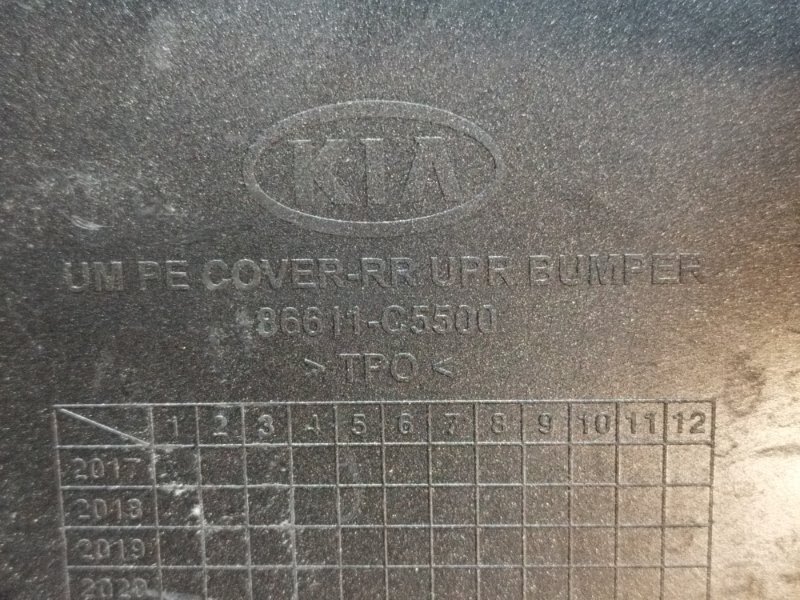 KIA
UM PE COVER-RR UPR BUMPER
86611-C5500
> TPO <
1 2 3 4 5 6 7 8 9 10 11 12
2017
2018
2019
2020